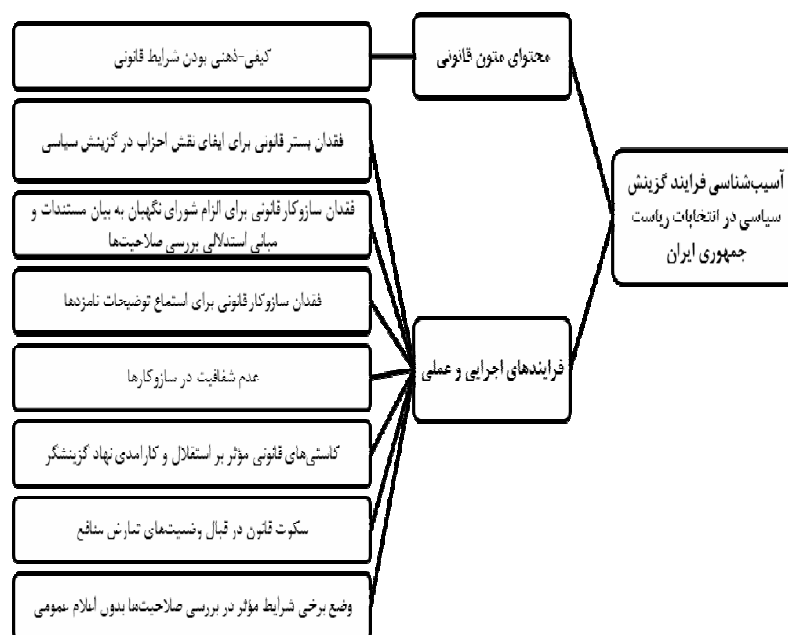 آسیب‌شناسی فرایند گزینش
سیاسی در انتخابات ریاست
جمهوری ایران
محتوای متون قانونی
کیفی-ذهنی بودن شرایط قانونی
فرایندهای اجرایی و عملی
فقدان بستر قانونی برای ایفای نقش احزاب در گزینش سیاسی
فقدان سازوکار قانونی برای الزام شورای نگهبان به بیان مستندات و
مبانی استدلالی بررسی صلاحیت‌ها
فقدان سازوکار قانونی برای استماع توضیحات نامزدها
عدم شفافیت در سازوکارها
کاستی‌های قانونی مؤثر بر استقلال و کارامدی نهاد گزینشگر
سکوت قانون در قبال وضعیت‌های تعارض منافع
وضع برخی شرایط مؤثر در بررسی صلاحیت‌ها بدون اعلام عمومی